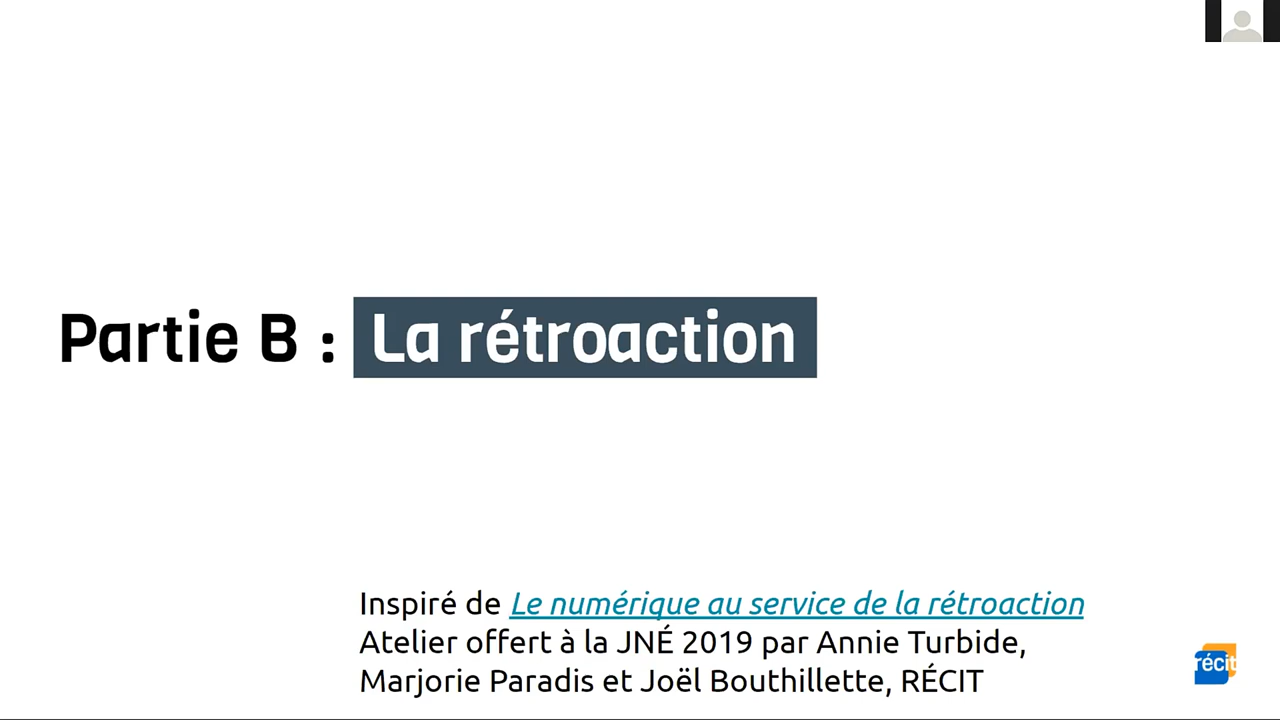 Partie B : La rétroaction
Inspiré de Le numérique au service de la rétroaction
Atelier offert à la JNÉ 2019 par Annie Turbide,
Marjorie Paradis et Joël Bouthillette, RÉCIT
récit